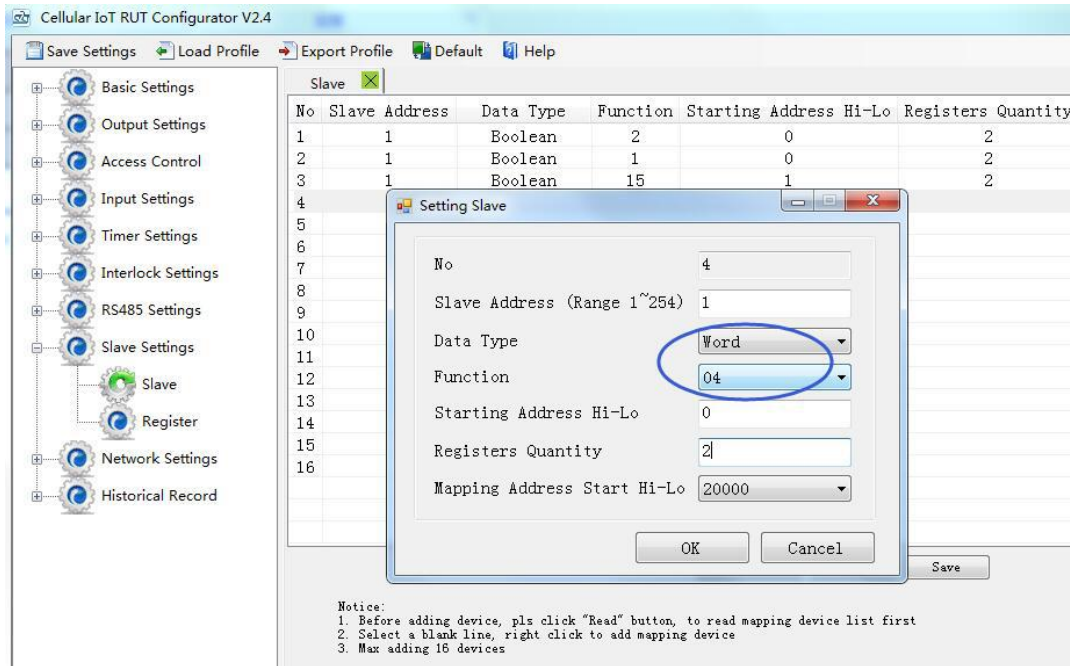 Cellular IoT RUT Configurator V2.4
Save Settings Load Profile Export Profile Default Help
Basic Settings
Output Settings
Access Control
Input Settings
Timer Settings
Interlock Settings
RS485 Settings
Slave Settings
Slave
Register
Network Settings
Historical Record
Slave
No Slave Address Data Type Function Starting Address Hi-Lo Registers Quantity
1 1 Boolean 2 0 2
2 1 Boolean 1 0 2
3 1 Boolean 15 1 2
4
5
6
7
8
9
10
11
12
13
14
15
16
Setting Slave
No 4
Slave Address (Range 1~254) 1
Data Type Word
Function 04
Starting Address Hi-Lo 0
Registers Quantity 2
Mapping Address Start Hi-Lo 20000
OK Cancel
Save
Notice:
1. Before adding device, pls click "Read" button, to read mapping device list first
2. Select a blank line, right click to add mapping device
3. Max adding 16 devices